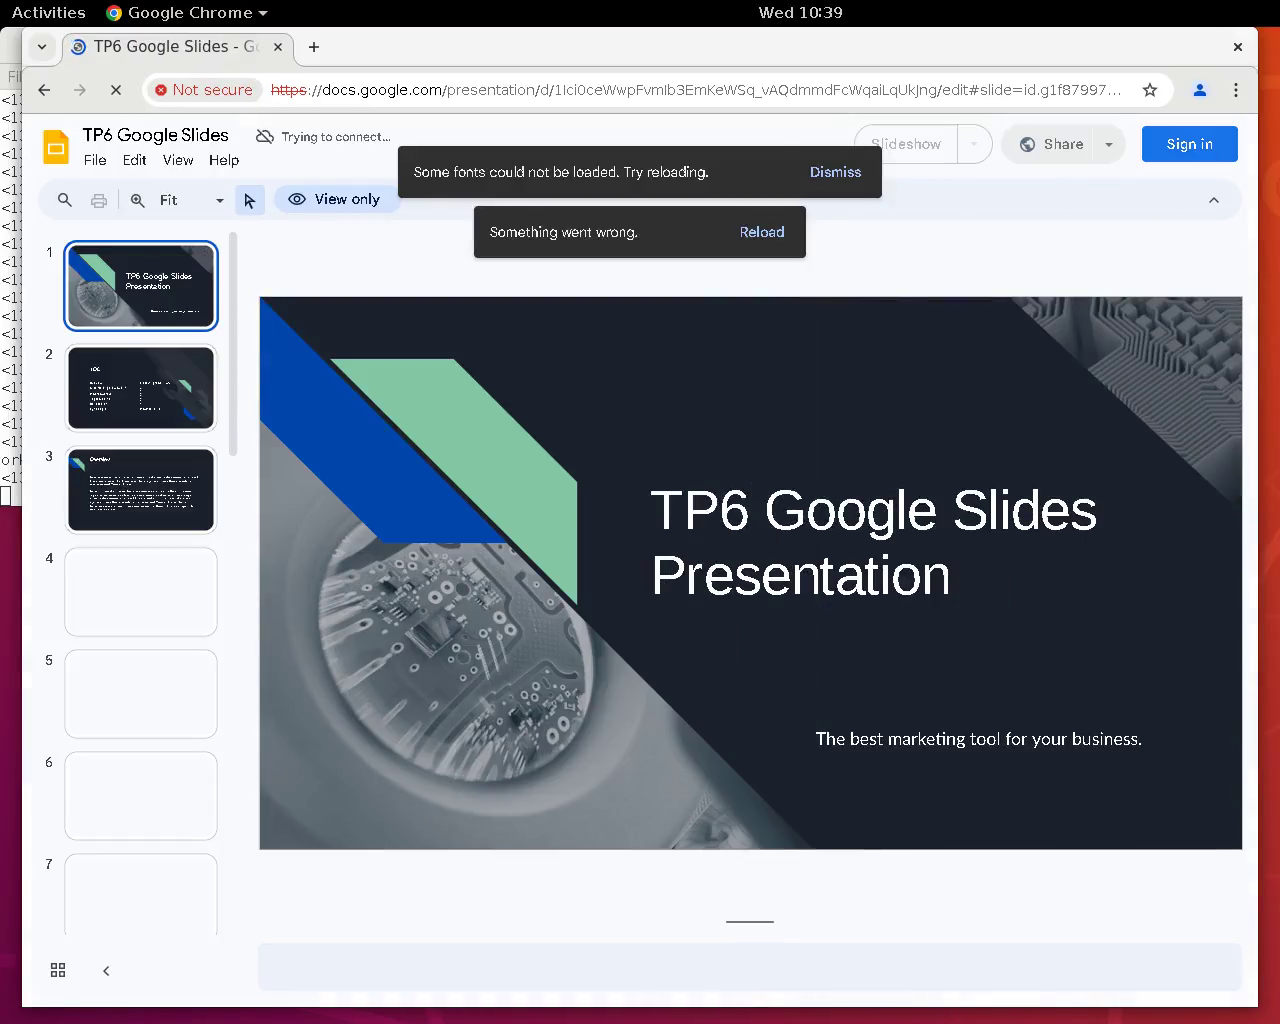 Activities
Google Chrome
Wed 10:39
TP6 Google Slides - Go
Not secure
https://docs.google.com/presentation/d/1Ici0ceWwpFvmIb3EmKeWSq_vAQdmmdFcWqaiLqUkJng/edit#slide=id.g1f87997...
TP6 Google Slides
Trying to connect...
File Edit View Help
Slideshow
Share
Sign in
Some fonts could not be loaded. Try reloading.
Dismiss
Fit
View only
Something went wrong.
Reload
1
TP6 Google Slides
Presentation
2
3
Overview
4
5
6
7
TP6 Google Slides
Presentation
The best marketing tool for your business.